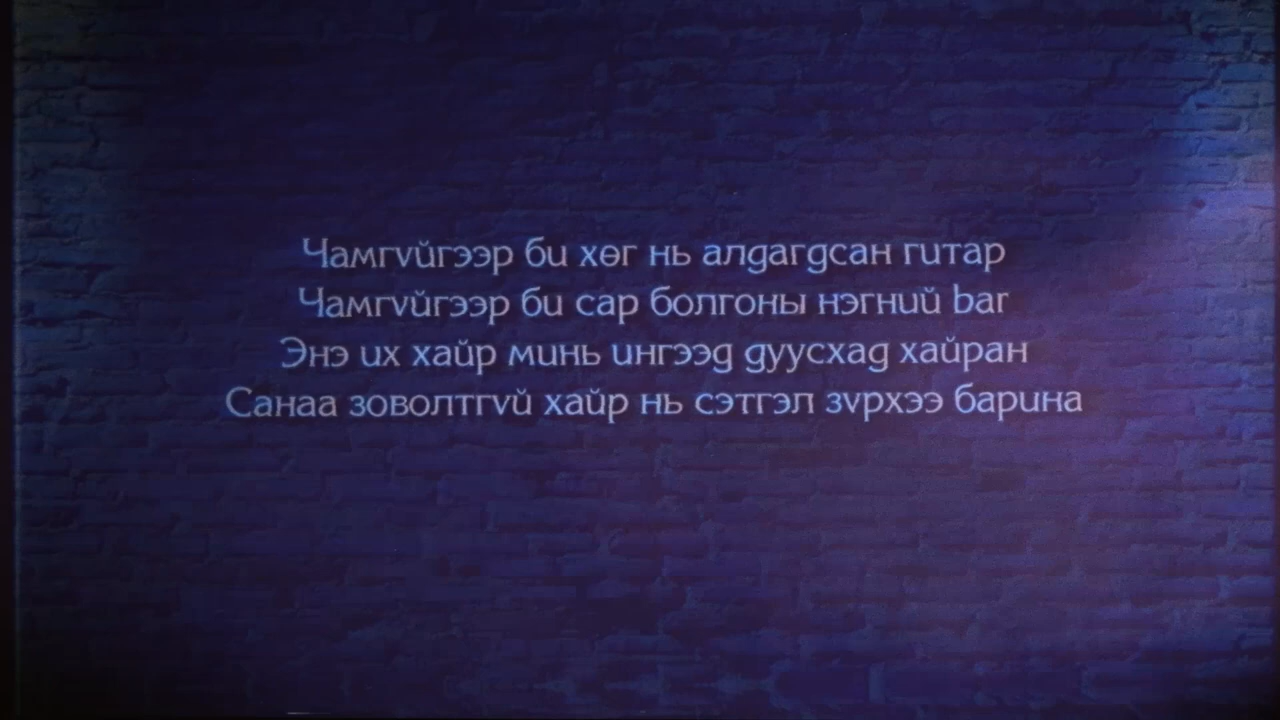 Чамгүйгээр би хөг нь алдагдсан гитар
Чамгүйгээр би сар болгоны нэгний bar
Энэ их хайр минь ингээд дуусхад хайран
Санаа зоволтгүй хайр нь сэтгэл зүрхээ барина